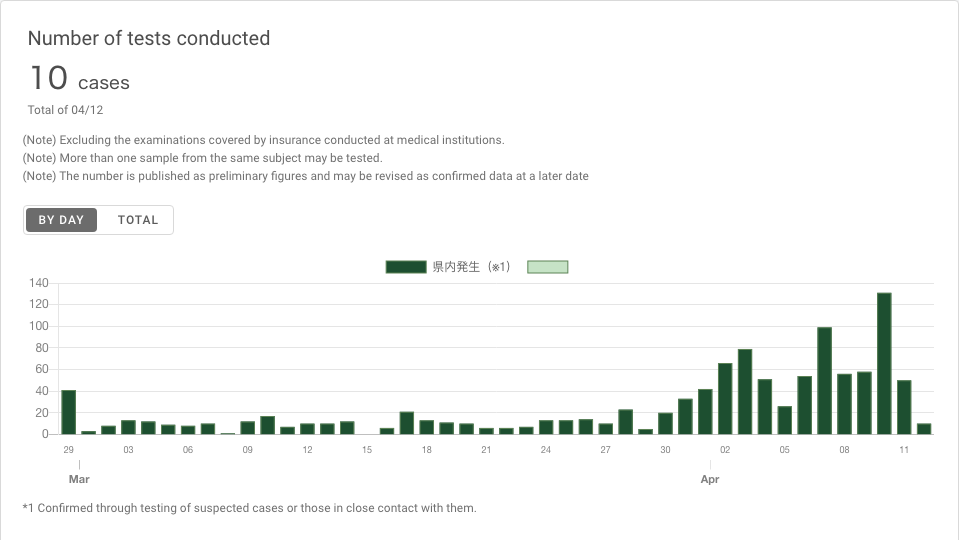 Number of tests conducted
10 cases
Total of 04/12
(Note) Excluding the examinations covered by insurance conducted at medical institutions.
(Note) More than one sample from the same subject may be tested.
(Note) The number is published as preliminary figures and may be revised as confirmed data at a later date
BY DAY TOTAL
県内発生（※1）
140
120
100
80
60
40
20
0
29 03 06 09 12 15 18 21 24 27 30 02 05 08 11
Mar Apr
*1 Confirmed through testing of suspected cases or those in close contact with them.